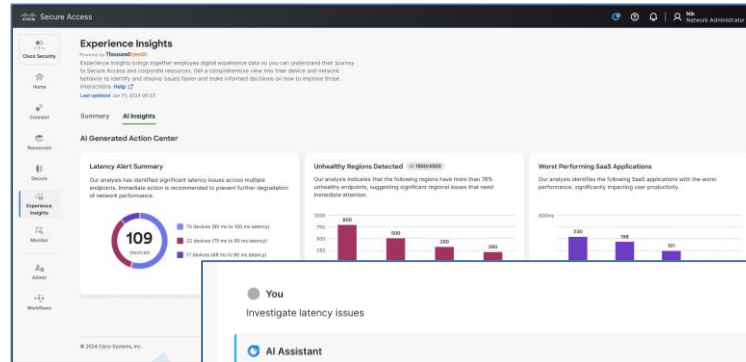 CISCO Secure Access
Nik
Network Administrator
Cisco Security
Home
Connect
Resources
Secure
Experience
Insights
Monitor
Admin
Workflows
Experience Insights
Powered by ThousandEyes
Experience Insights brings together employee digital experience data so you can understand their journey
to Secure Access and corporate resources. Get a comprehensive view into their device and network
behavior to identify and resolve issues faster and make informed decisions on how to improve those
interactions. Help
Last updated Jan 01, 2024 08:53
Summary AI Insights
AI Generated Action Center
Latency Alert Summary
Our analysis has identified significant latency issues across multiple
endpoints. Immediate action is recommended to prevent further degradation
of network performance.
109
devices
70 devices (90 ms to 100 ms latency)
22 devices (75 ms to 90 ms latency)
17 devices
Unhealthy Regions Detected
Our analysis indicates that the following regions have more than 76%
unhealthy endpoints, suggesting significant regional issues that need
immediate attention.
1000
750
500
250
800
500
280
Worst Performing SaaS Applications
Our analysis identifies the following SaaS applications with the worst
performance, significantly impacting user productivity.
230
101
© 2024 Cisco Systems, Inc.
You
Investigate latency issues
AI Assistant